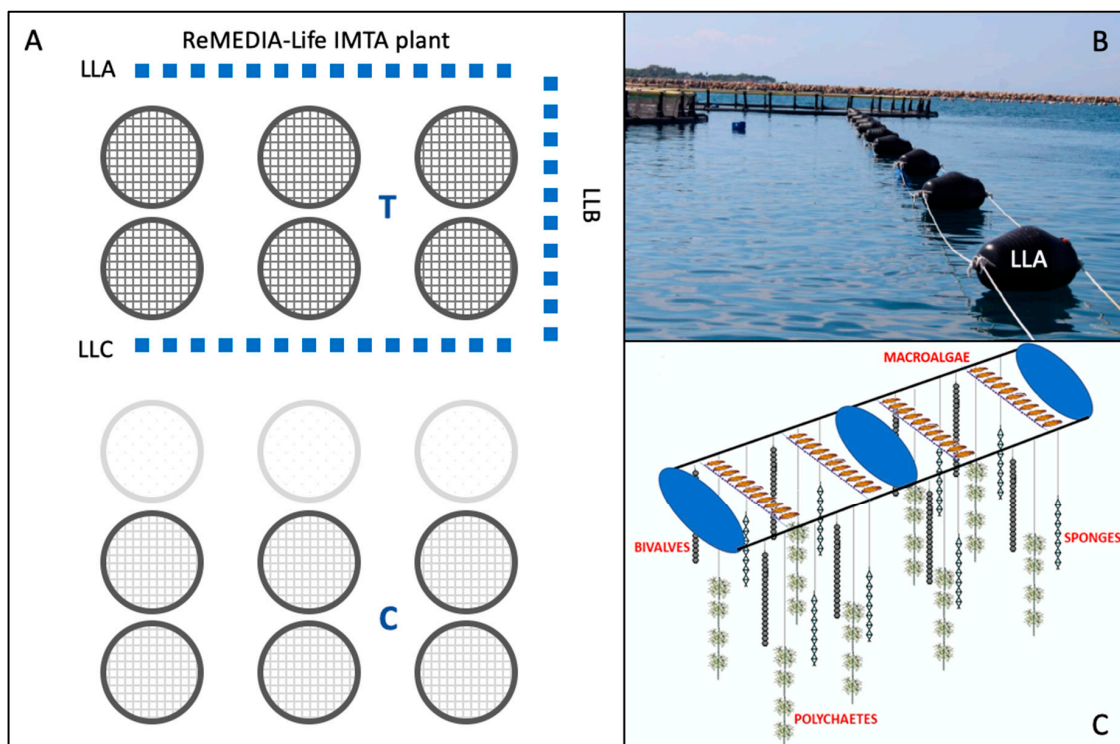 A
ReMEDIA-Life IMTA plant
LLA
T
LLB
LLC
C
B
LLA
MACROALGAE
BIVALVES
SPONGES
POLYCHAETES
C